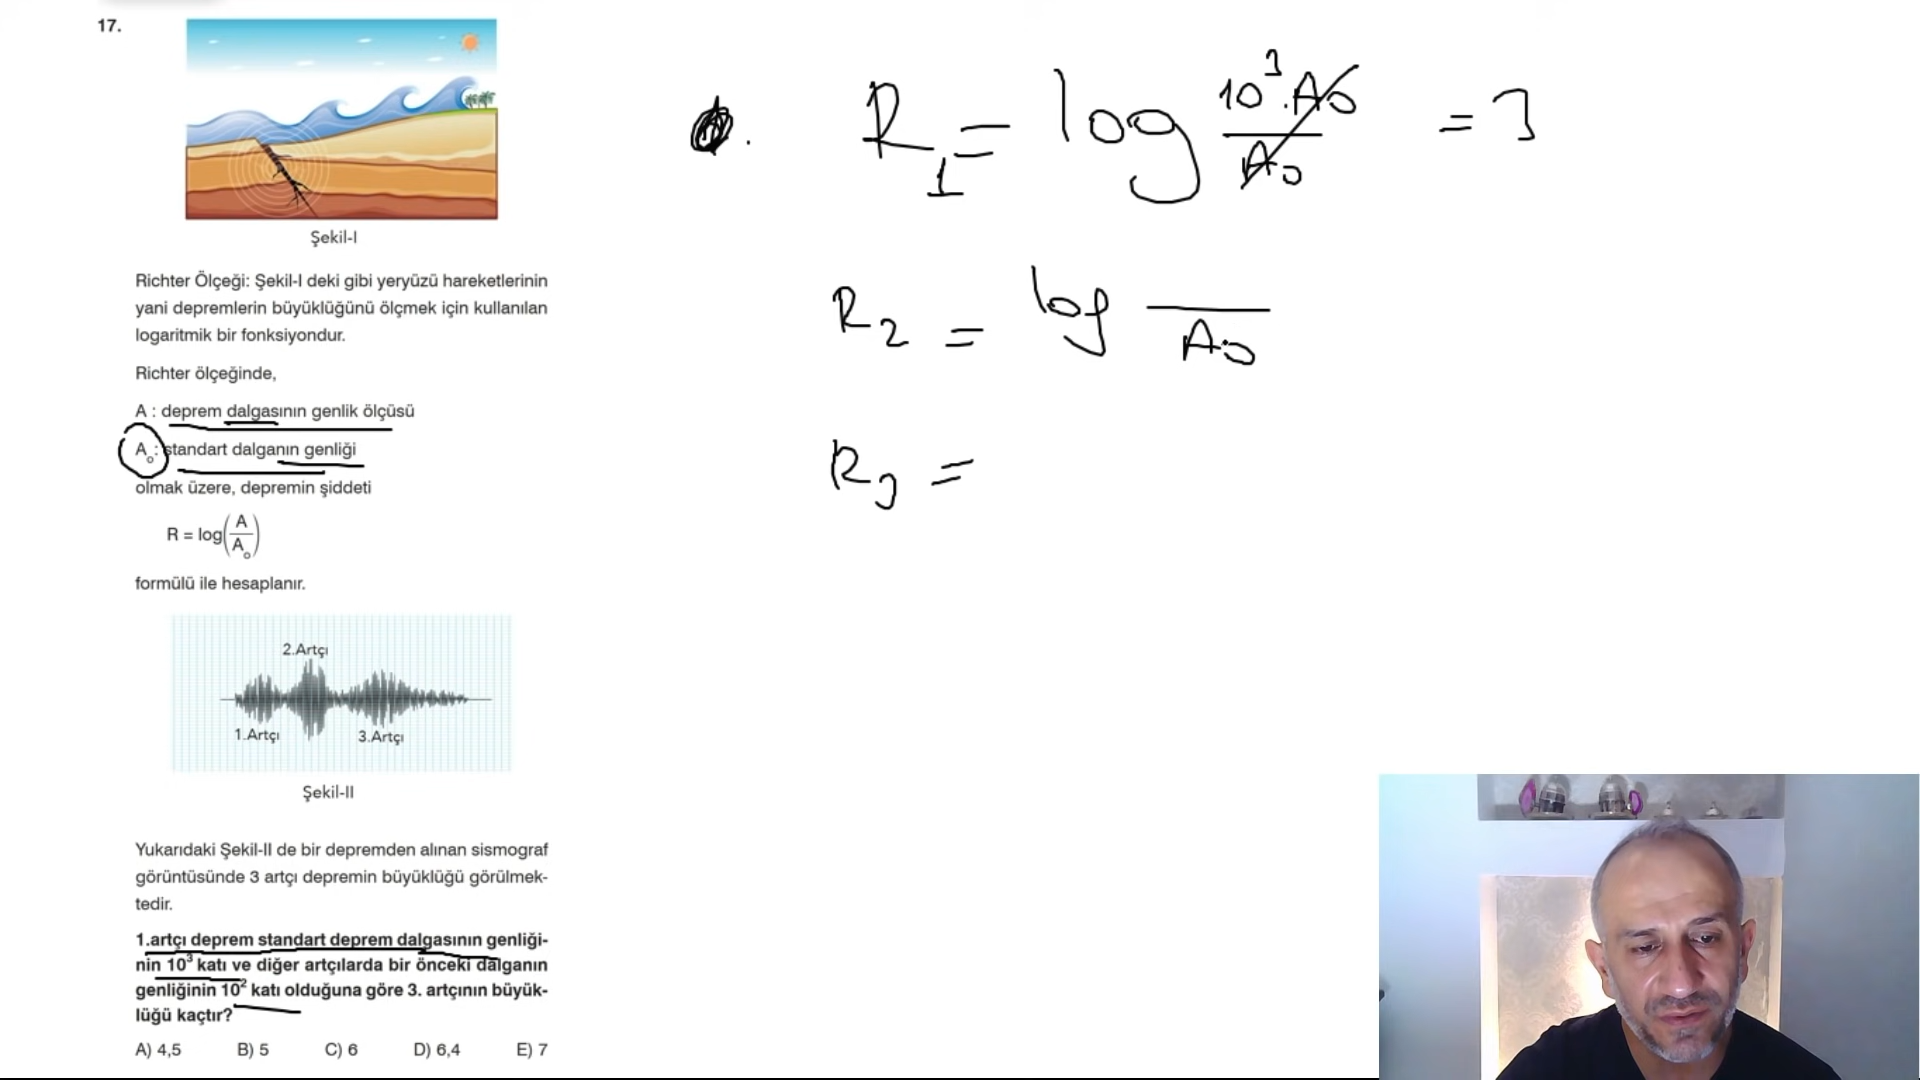 17.
Şekil-I
Richter Ölçeği: Şekil-I deki gibi yeryüzü hareketlerinin
yani depremlerin büyüklüğünü ölçmek için kullanılan
logaritmik bir fonksiyondur.
Richter ölçeğinde,
A : deprem dalgasının genlik ölçüsü
A₀ : standart dalganın genliği
olmak üzere, depremin şiddeti
R = log(A/A₀)
formülü ile hesaplanır.
2.Artçı
1.Artçı
3.Artçı
Şekil-II
Yukarıdaki Şekil-II de bir depremden alınan sismograf
görüntüsünde 3 artçı depremin büyüklüğü görülmek-
tedir.
1.artçı deprem standart deprem dalgasının genliği-
nin 10³ katı ve diğer artçılarda bir önceki dalganın
genliğinin 10² katı olduğuna göre 3. artçının büyük-
lüğü kaçtır?
A) 4,5 B) 5 C) 6 D) 6,4 E) 7
R₁ = log 10³.A₀ / A₀ = 3
R₂ = log / A₀
R₃ =